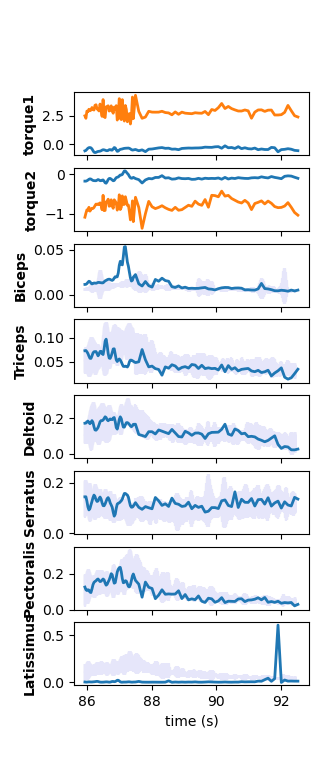 torque1
2.5
0.0
torque2
0
−1
Biceps
0.05
0.00
Triceps
0.10
0.05
Deltoid
0.2
0.0
Serratus
0.2
0.0
Pectoralis
0.2
0.0
Latissimus
0.5
0.0
86 88 90 92
time (s)